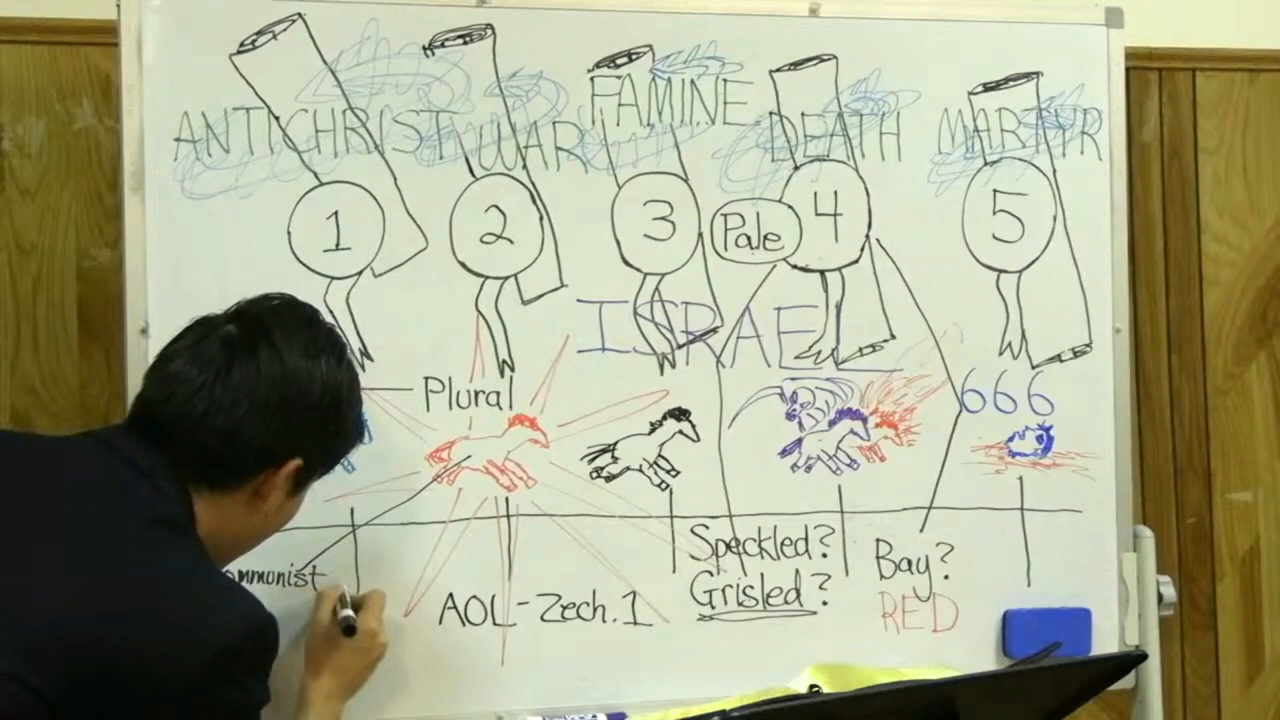 ANTICHRIST WAR FAMINE DEATH MARTYR
1 2 3 Pale 4 5
ISRAEL
Plural
666
Speckled?
Grisled?
Bay?
RED
ommunist
AOL-Zech.1